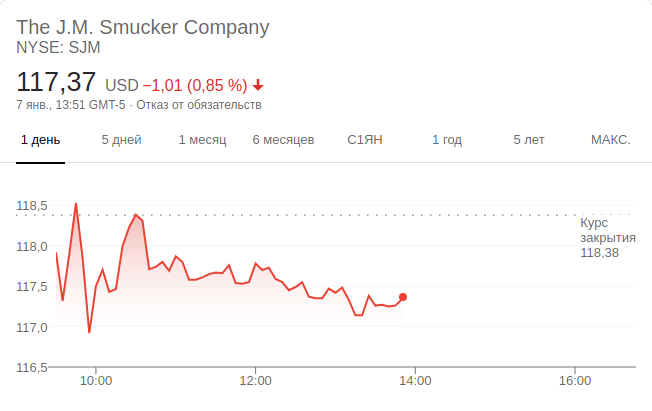 The J.M. Smucker Company
NYSE: SJM
117,37 USD −1,01 (0,85 %)
7 янв., 13:51 GMT-5 · Отказ от обязательств
1 день 5 дней 1 месяц 6 месяцев С1ЯН 1 год 5 лет МАКС.
118,5
118,0
117,5
117,0
116,5
Курс
закрытия
118,38
10:00 12:00 14:00 16:00